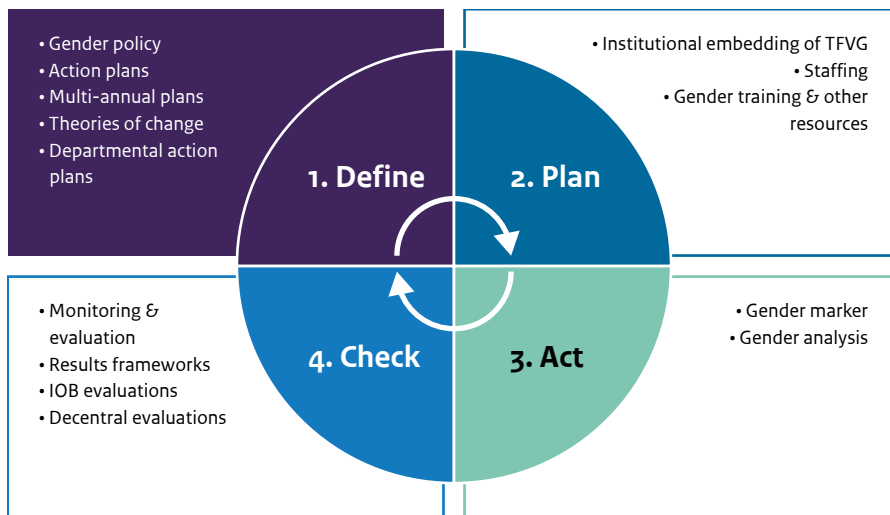 • Gender policy
• Action plans
• Multi-annual plans
• Theories of change
• Departmental action
plans
• Institutional embedding of TFVG
• Staffing
• Gender training & other
resources
1. Define
2. Plan
4. Check
3. Act
• Monitoring &
evaluation
• Results frameworks
• IOB evaluations
• Decentral evaluations
• Gender marker
• Gender analysis